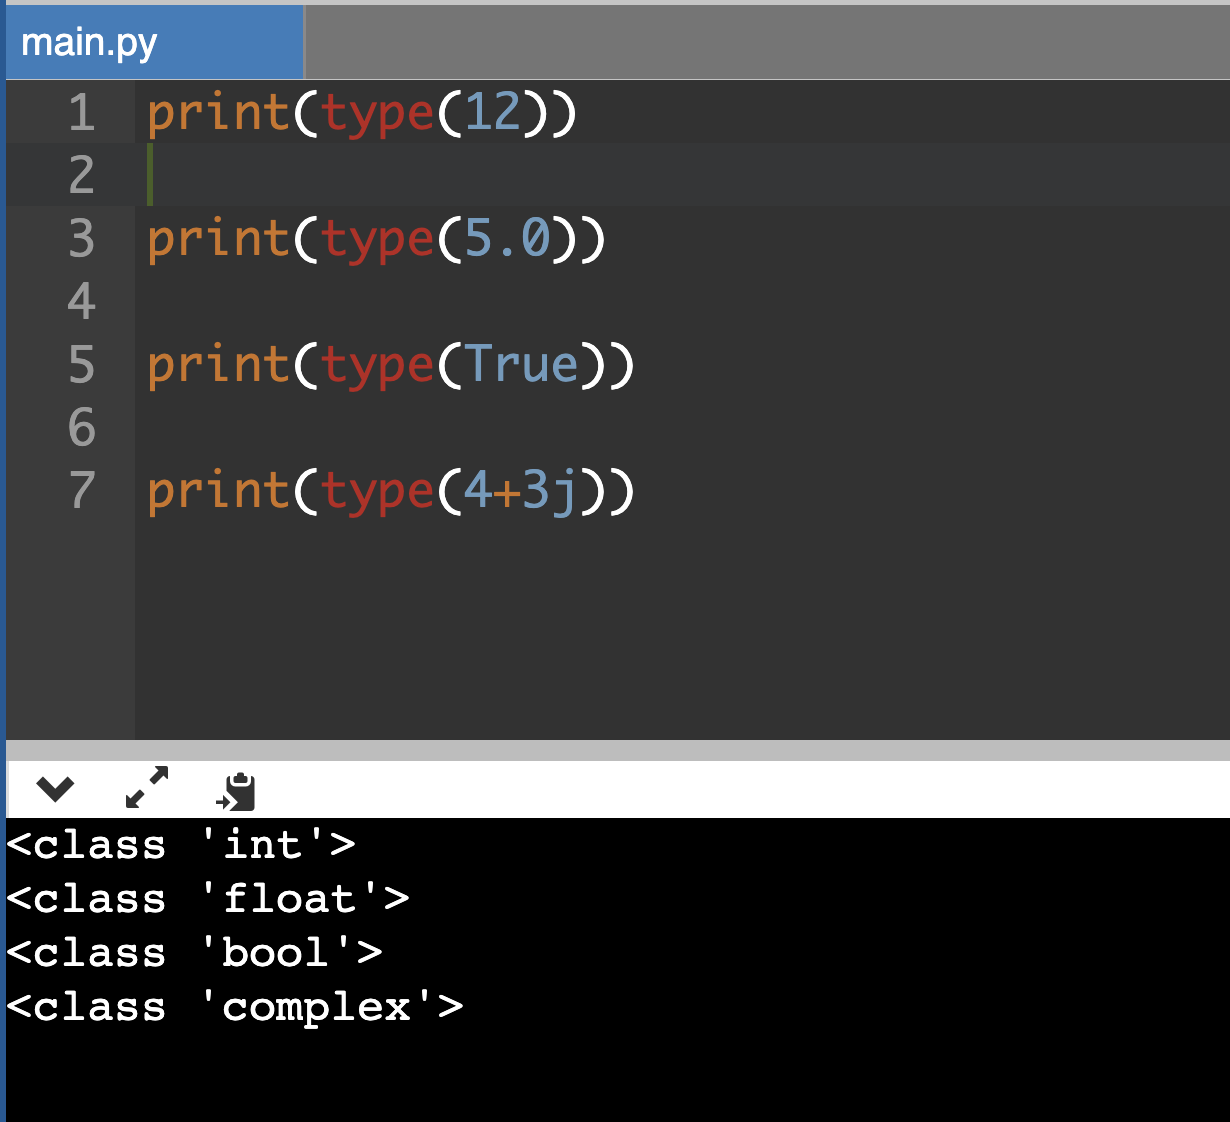 main.py
1 print(type(12))
2
3 print(type(5.0))
4
5 print(type(True))
6
7 print(type(4+3j))
<class 'int'>
<class 'float'>
<class 'bool'>
<class 'complex'>